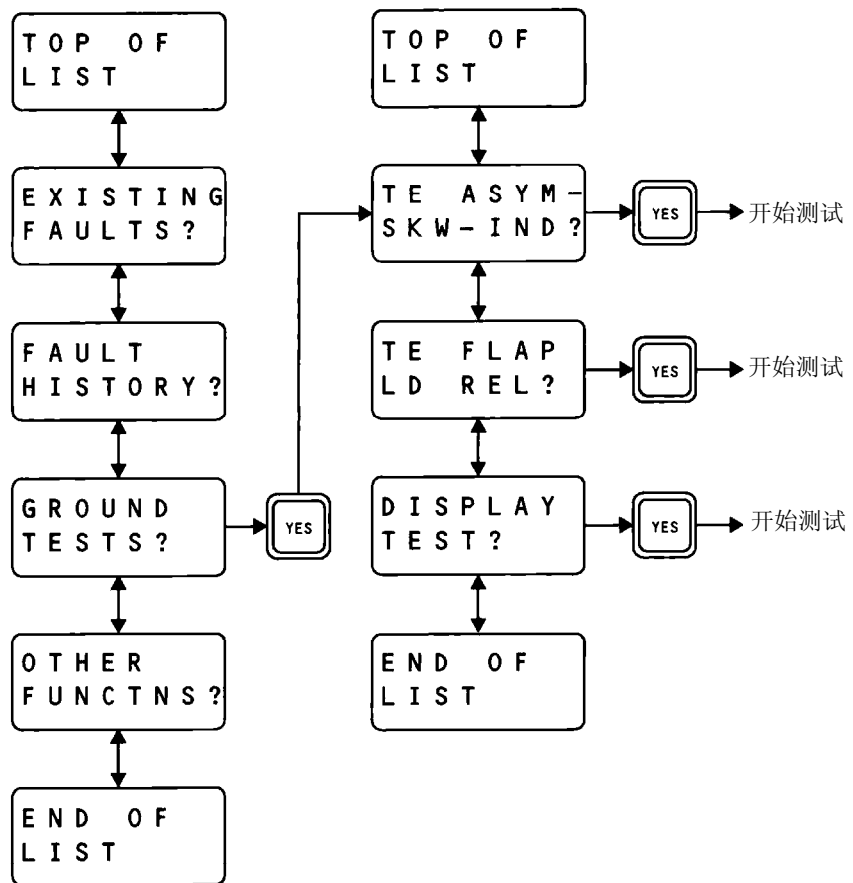 TOP OF
LIST
EXISTING
FAULTS?
FAULT
HISTORY?
GROUND
TESTS?
YES
OTHER
FUNCTNS?
END OF
LIST
TOP OF
LIST
TE ASYM-
SKW-IND?
YES
开始测试
TE FLAP
LD REL?
YES
开始测试
DISPLAY
TEST?
YES
开始测试
END OF
LIST